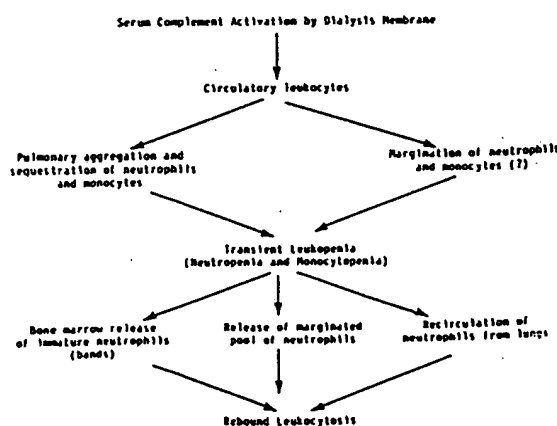 Serum Complement Activation by Dialysis Membrane
Circulatory leukocytes
Pulmonary aggregation and
sequestration of neutrophils
and monocytes
Margination of neutrophils
and monocytes (?)
Transient Leukopenia
(Neutropenia and Monocytopenia)
Bone marrow release
of immature neutrophils
(bands)
Release of marginated
pool of neutrophils
Recirculation of
neutrophils from lungs
Rebound Leukocytosis